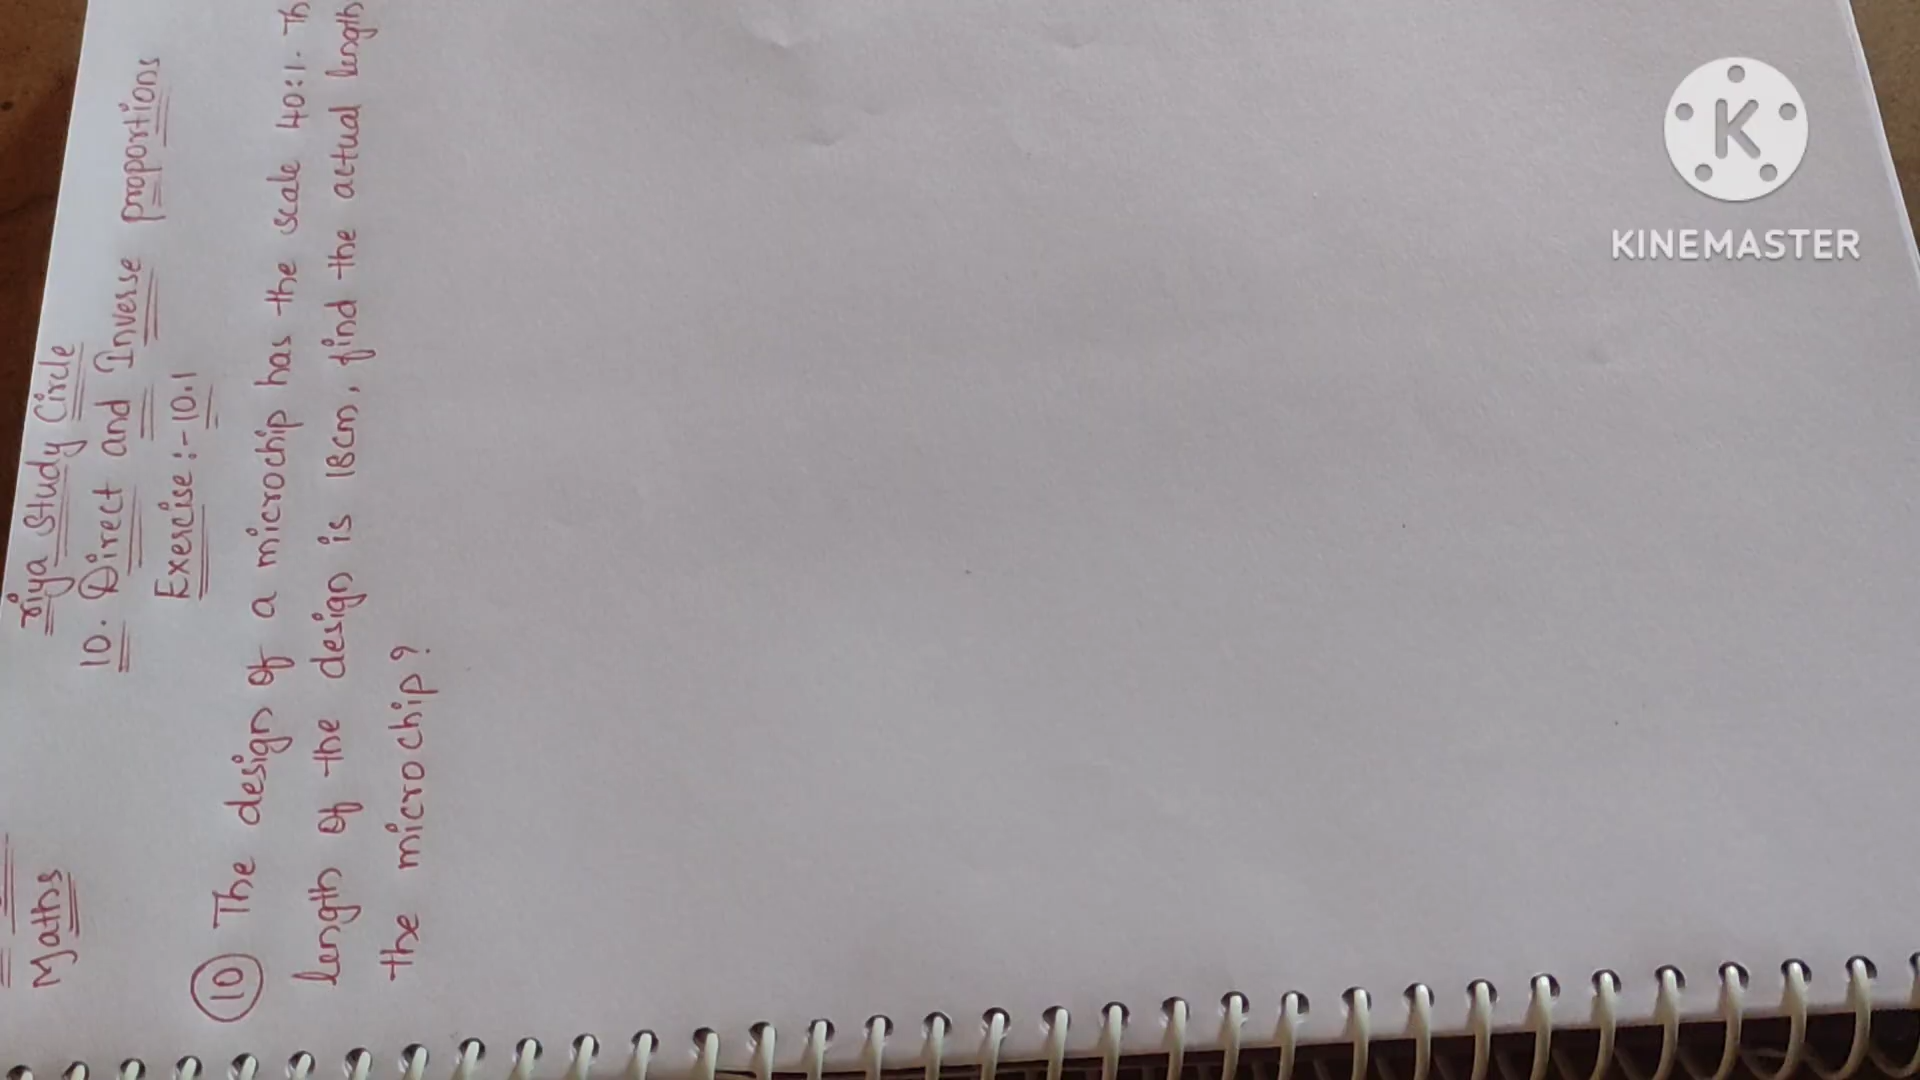 riya Study Circle
Maths
10. Direct and Inverse proportions
Exercise:- 10.1
10 The design of a microchip has the scale 40:1. Th
length of the design is 18cm, find the actual length
the microchip?
KINEMASTER